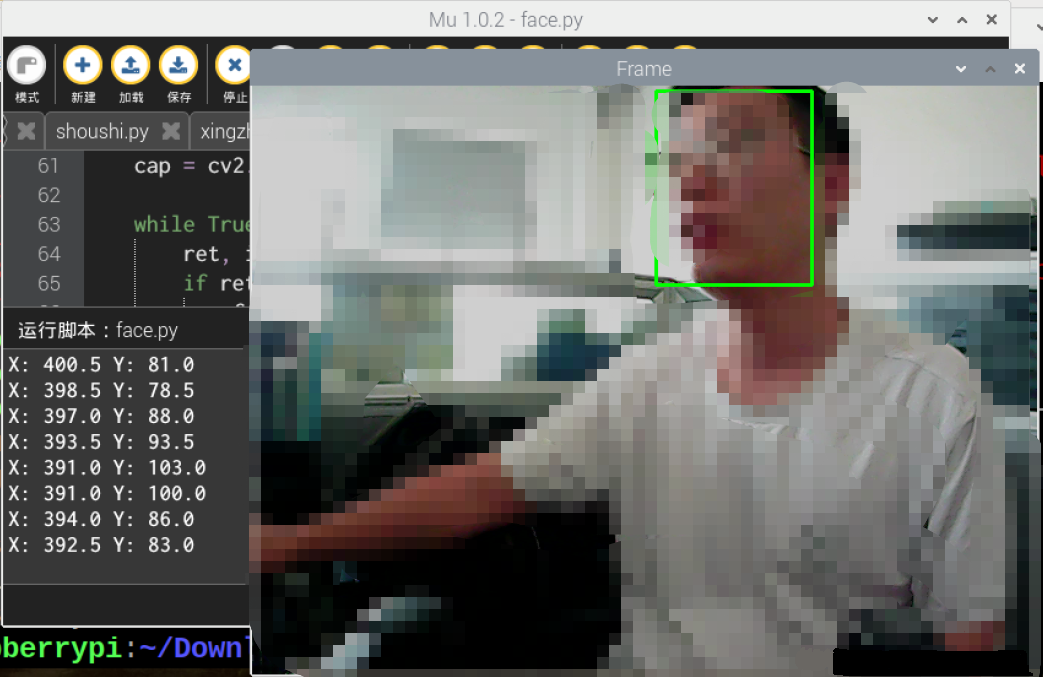 Mu 1.0.2 - face.py
模式
新建
加载
保存
停止
Frame
shoushi.py
xingzh
61 cap = cv2.
62
63 while True
64 ret,
65 if ret
运行脚本：face.py
X: 400.5 Y: 81.0
X: 398.5 Y: 78.5
X: 397.0 Y: 88.0
X: 393.5 Y: 93.5
X: 391.0 Y: 103.0
X: 391.0 Y: 100.0
X: 394.0 Y: 86.0
X: 392.5 Y: 83.0
berrypi:~/Down